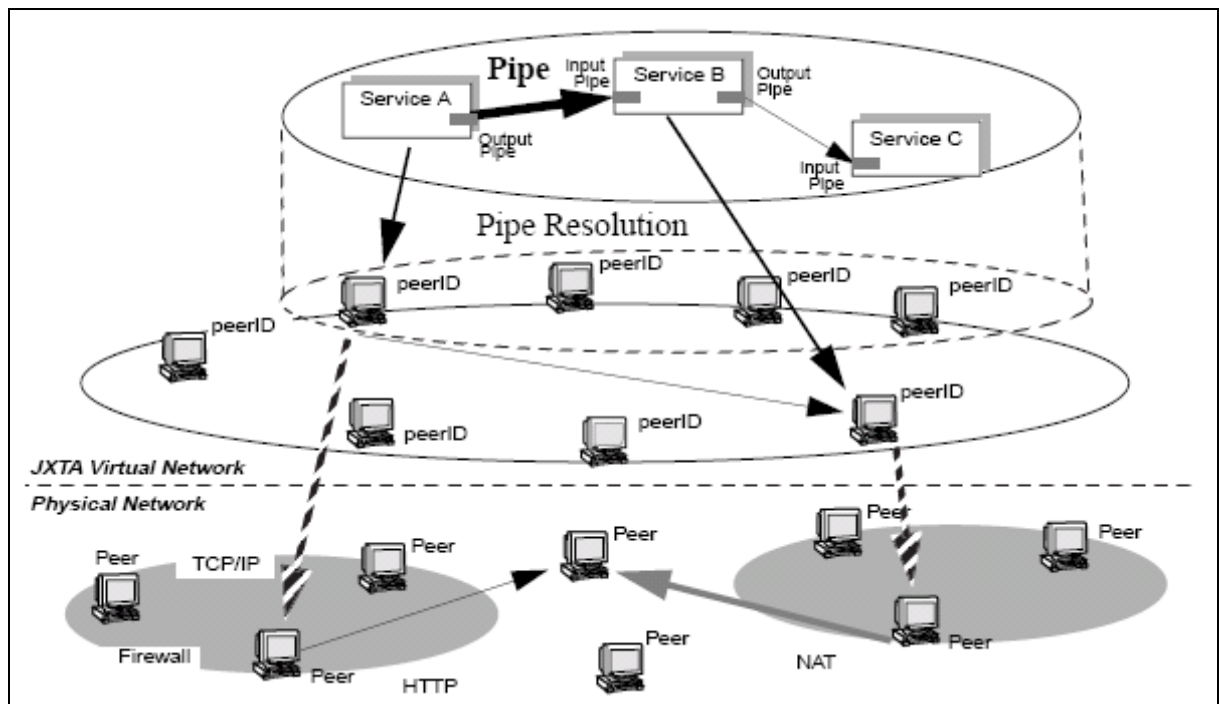 Pipe
Input
Pipe
Service B
Output
Pipe
Service A
Output
Pipe
Service C
Input
Pipe
Pipe Resolution
peerID
peerID
peerID
peerID
peerID
peerID
peerID
peerID
JXTA Virtual Network
Physical Network
Peer
TCP/IP
Peer
Peer
Peer
Peer
Firewall
Peer
HTTP
Peer
NAT
Peer